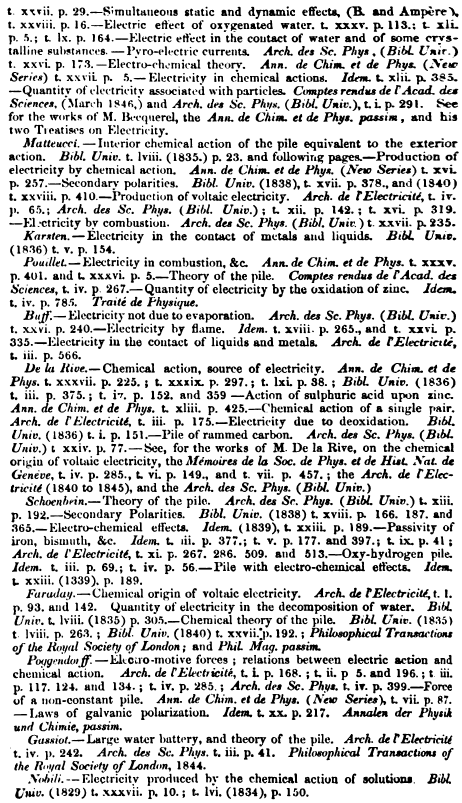 t. xxvii. p. 29.—Simultaneous static and dynamic effects, (B. and Ampère),
t. xxviii. p. 16.—Electric effect of oxygenated water. t. xxxv. p. 113.; t. xli.
p. 5.; t. lx. p. 164.—Electric effect in the contact of water and of some crys-
talline substances.—Pyro-electric currents. Arch. des Sc. Phys, (Bibl. Univ.)
t. xxvi. p. 173.—Electro-chemical theory. Ann. de Chim. et de Phys. (New
Series) t. xxvii. p. 5.—Electricity in chemical actions. Idem. t. xlii. p. 385.
—Quantity of electricity associated with particles. Comptes rendus de l'Acad. des
Sciences, (March 1846,) and Arch. des Sc. Phys. (Bibl. Univ.), t. i. p. 291. See
for the works of M. Becquerel, the Ann. de Chim. et de Phys. passim, and his
two Treatises on Electricity.
Matteucci.—Interior chemical action of the pile equivalent to the exterior
action. Bibl. Univ. t. lviii. (1835.) p. 23. and following pages.—Production of
electricity by chemical action. Ann. de Chim. et de Phys. (New Series) t. xvi.
p. 257.—Secondary polarities. Bibl. Univ. (1838), t. xvii. p. 378., and (1840)
t. xxviii. p. 410.—Production of voltaic electricity. Arch. de l'Electricité, t. iv.
p. 65.; Arch. des Sc. Phys. (Bibl. Univ.); t. xii. p. 142.; t. xvi. p. 319.
—Electricity by combustion. Arch. des Sc. Phys. (Bibl. Univ.) t. xxvii. p. 235.
Karsten.—Electricity in the contact of metals and liquids. Bibl. Univ.
(1836) t. v. p. 154.
Pouillet.—Electricity in combustion, &c. Ann. de Chim. et de Phys. t. xxxv.
p. 401. and t. xxxvi. p. 5.—Theory of the pile. Comptes rendus de l'Acad. des
Sciences, t. iv. p. 267.—Quantity of electricity by the oxidation of zinc. Idem.
t. iv. p. 785. Traité de Physique.
Buff.—Electricity not due to evaporation. Arch. des Sc. Phys. (Bibl. Univ.)
t. xxvi. p. 240.—Electricity by flame. Idem. t. xviii. p. 265., and t. xxvi. p.
335.—Electricity in the contact of liquids and metals. Arch. de l'Electricité,
t. iii. p. 566.
De la Rive.—Chemical action, source of electricity. Ann. de Chim. et de
Phys. t. xxxvii. p. 225.; t. xxxix. p. 297.; t. lxi. p. 38.; Bibl. Univ. (1836)
t. iii. p. 375.; t. iv. 152. and 359—Action of sulphuric acid upon zinc.
Ann. de Chim. et de Phys. t. xliii. p. 425.—Chemical action of a single pair.
Arch. de l'Electricité, t. iii. p. 175.—Electricity due to deoxidation. Bibl.
Univ. (1836) t. i. p. 151.—Pile of rammed carbon. Arch. des Sc. Phys. (Bibl.
Univ.) t xxiv. p. 77.—See, for the works of M. De la Rive, on the chemical
origin of voltaic electricity, the Mémoires de la Soc. de Phys. et de Hist. Nat. de
Genève, t. iv. p. 285., t. vi. p. 149., and t. vii. p. 457.; the Arch. de l'Elec-
tricité (1840 to 1845), and the Arch. des Sc. Phys. (Bibl. Univ.)
Schoenbein.—Theory of the pile. Arch. des Sc. Phys. (Bibl. Univ.) t. xiii.
p. 192.—Secondary Polarities. Bibl. Univ. (1838) t. xviii. p. 166. 187. and
365.—Electro-chemical effects. Idem. (1839), t. xxiii. p. 189.—Passivity of
iron, bismuth, &c. Idem. t. iii. p. 377.; t. v. p. 177. and 397.; t. ix. p. 41;
Arch. de l'Electricité, t. xi. p. 267. 286. 509. and 513.—Oxy-hydrogen pile.
Idem. t. iii. p. 69.; t. iv. p. 56.—Pile with electro-chemical effects. Idem.
t. xxiii. (1339). p. 189.
Faraday.—Chemical origin of voltaic electricity. Arch. de l'Electricité, t. 1.
p. 93. and 142. Quantity of electricity in the decomposition of water. Bibl.
Univ. t. lviii. (1835) p. 305.—Chemical theory of the pile. Bibl. Univ. (1835)
t. lviii. p. 263.; Bibl. Univ. (1840) t. xxvii. p. 192.; Philosophical Transactions
of the Royal Society of London; and Phil. Mag. passim.
Poggendorff.—Electro-motive forces; relations between electric action and
chemical action. Arch. de l'Electricité, t. i. p. 168.; t. ii. p 5. and 196.; t. iii.
p. 117. 124. and 134.; t. iv. p. 285.; Arch. des Sc. Phys. t. iv. p. 399.—Force
of a non-constant pile. Ann. de Chim. et de Phys. (New Series), t. vii. p. 87.
—Laws of galvanic polarization. Idem. t. xx. p. 217. Annalen der Physik
und Chimie, passim.
Gassiot.—Large water battery, and theory of the pile. Arch. de l'Electricité
t. iv. p. 242. Arch. des Sc. Phys. t. iii. p. 41. Philosophical Transactions of
the Royal Society of London, 1844.
Nobili.—Electricity produced by the chemical action of solutions. Bibl.
Univ. (1829) t. xxxvii. p. 10.; t. lvi. (1834), p. 150.